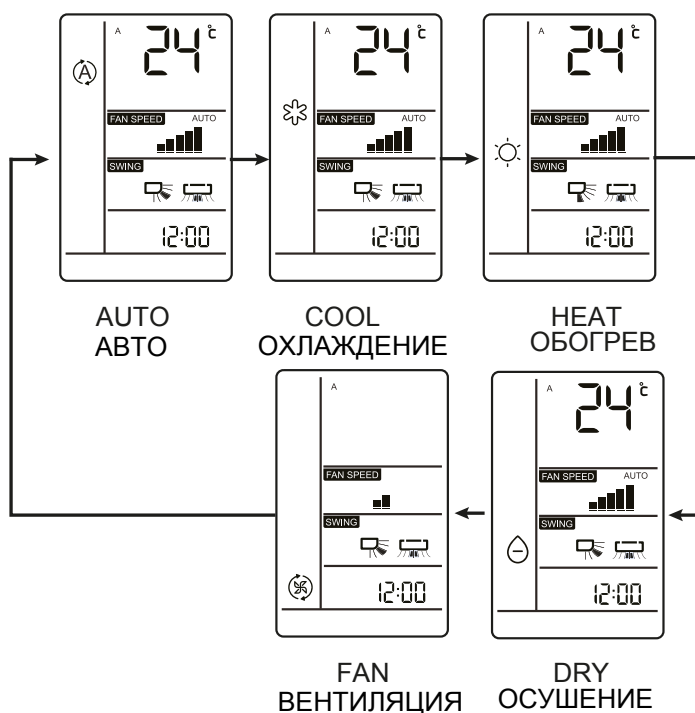 A 24 °c
FAN SPEED AUTO
SWING
12:00
A 24 °c
FAN SPEED AUTO
SWING
12:00
A 24 °c
FAN SPEED AUTO
SWING
12:00
A
AUTO
АВТО
COOL
ОХЛАЖДЕНИЕ
HEAT
ОБОГРЕВ
A
FAN SPEED
SWING
12:00
A 24 °c
FAN SPEED AUTO
SWING
12:00
FAN
ВЕНТИЛЯЦИЯ
DRY
ОСУШЕНИЕ